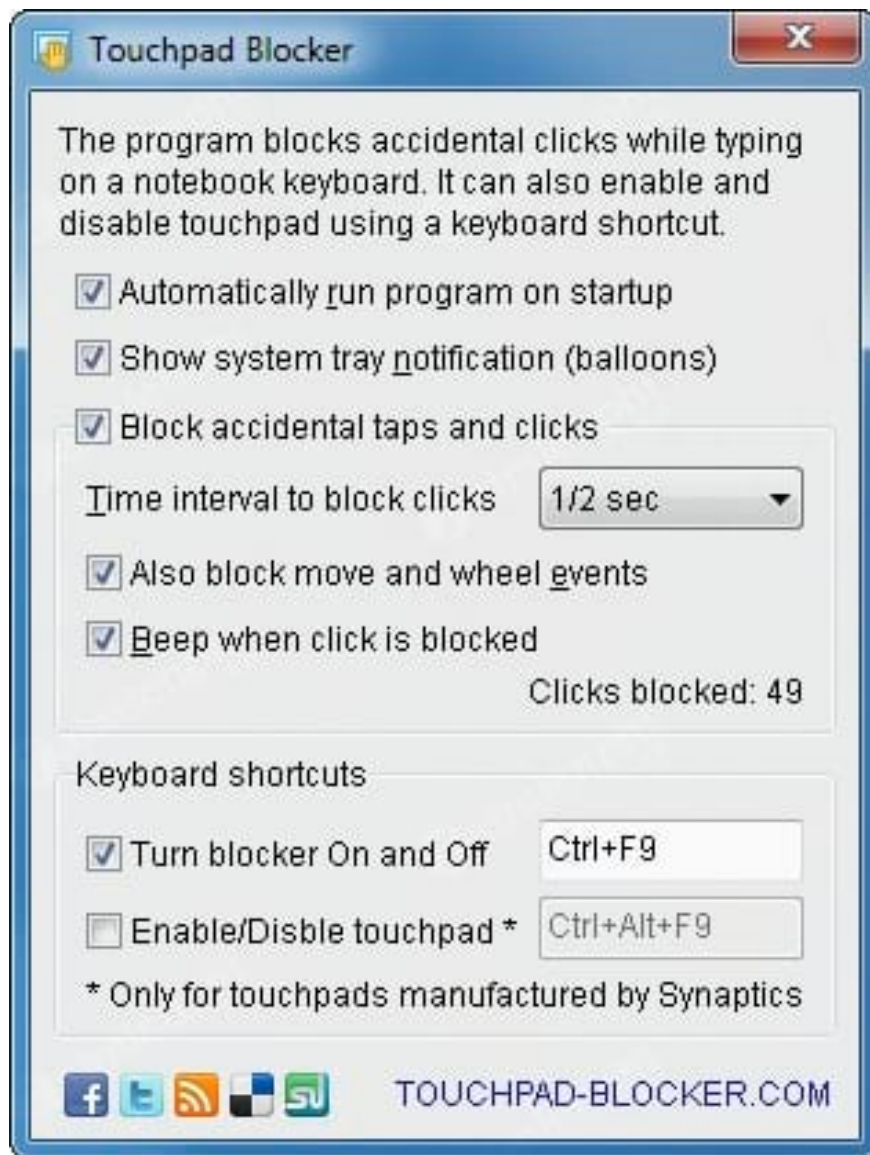 Touchpad Blocker
The program blocks accidental clicks while typing
on a notebook keyboard. It can also enable and
disable touchpad using a keyboard shortcut.
Automatically run program on startup
Show system tray notification (balloons)
Block accidental taps and clicks
Time interval to block clicks 1/2 sec
Also block move and wheel events
Beep when click is blocked
Clicks blocked: 49
Keyboard shortcuts
Turn blocker On and Off Ctrl+F9
Enable/Disble touchpad * Ctrl+Alt+F9
* Only for touchpads manufactured by Synaptics
TOUCHPAD-BLOCKER.COM